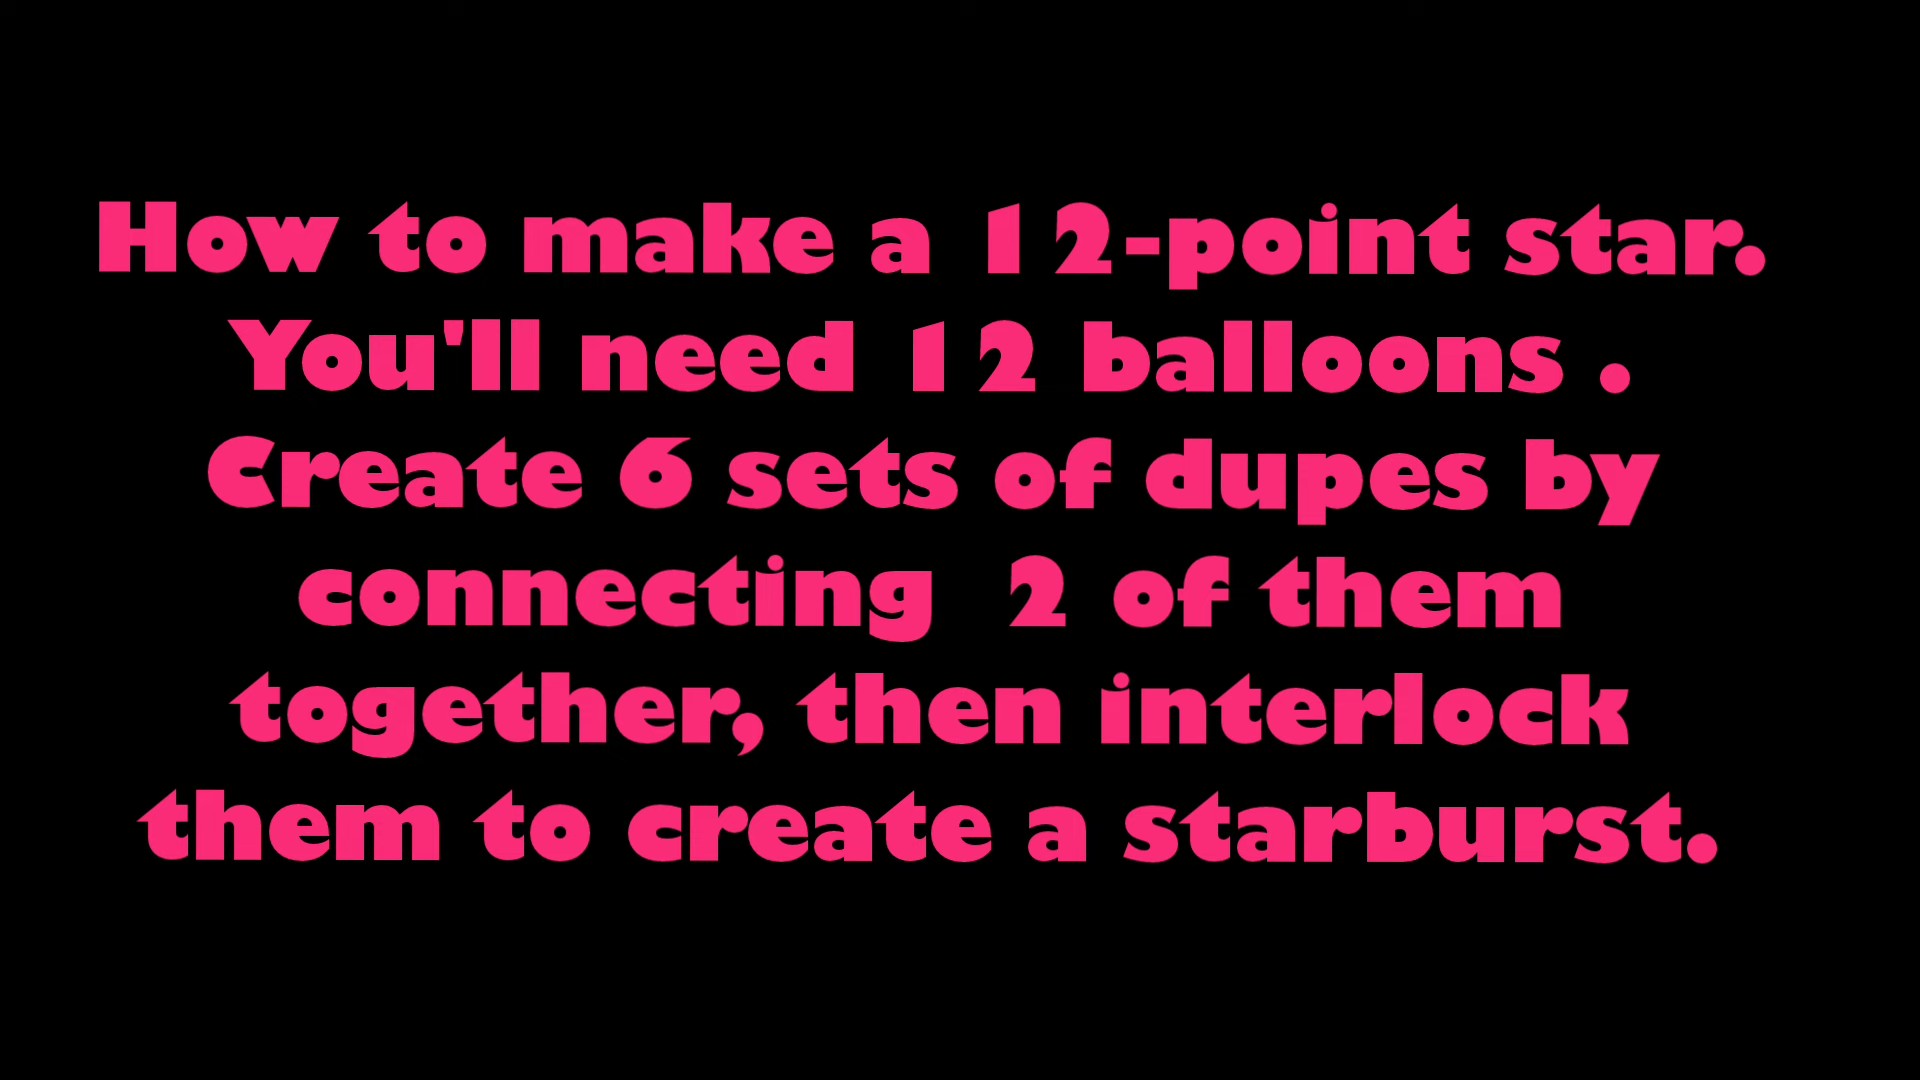 How to make a 12-point star.
You'll need 12 balloons .
Create 6 sets of dupes by
connecting  2 of them
together, then interlock
them to create a starburst.